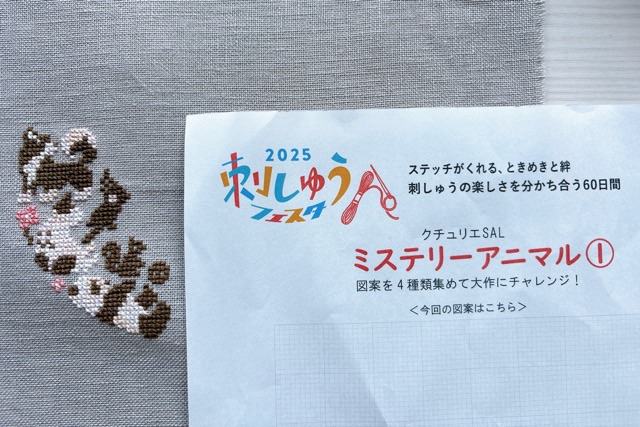 2025
刺しゅう
フェスタ
ステッチがくれる、ときめきと絆
刺しゅうの楽しさを分かち合う60日間
クチュリエSAL
ミステリーアニマル①
図案を4種類集めて大作にチャレンジ！
＜今回の図案はこちら＞